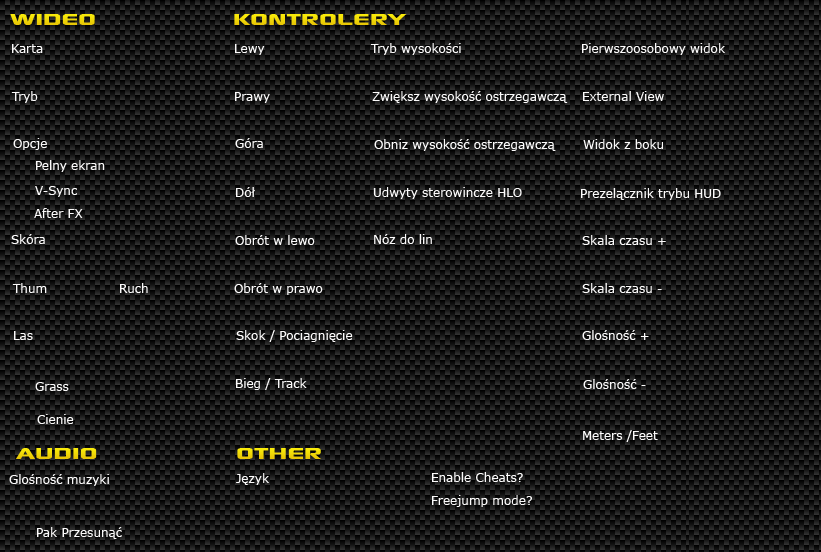 WIDEO
Karta
Tryb
Opcje
Pelny ekran
V-Sync
After FX
Skóra
Thum Ruch
Las
Grass
Cienie
AUDIO
Glośność muzyki
Pak Przesunąć
KONTROLERY
Lewy
Prawy
Góra
Dół
Obrót w lewo
Obrót w prawo
Skok / Pociagnięcie
Bieg / Track
Tryb wysokości
Zwiększ wysokość ostrzegawczą
Obniz wysokość ostrzegawczą
Udwyty sterowincze HLO
Nóz do lin
Pierwszoosobowy widok
External View
Widok z boku
Prezelącznik trybu HUD
Skala czasu +
Skala czasu -
Glośność +
Glośność -
Meters /Feet
OTHER
Język
Enable Cheats?
Freejump mode?